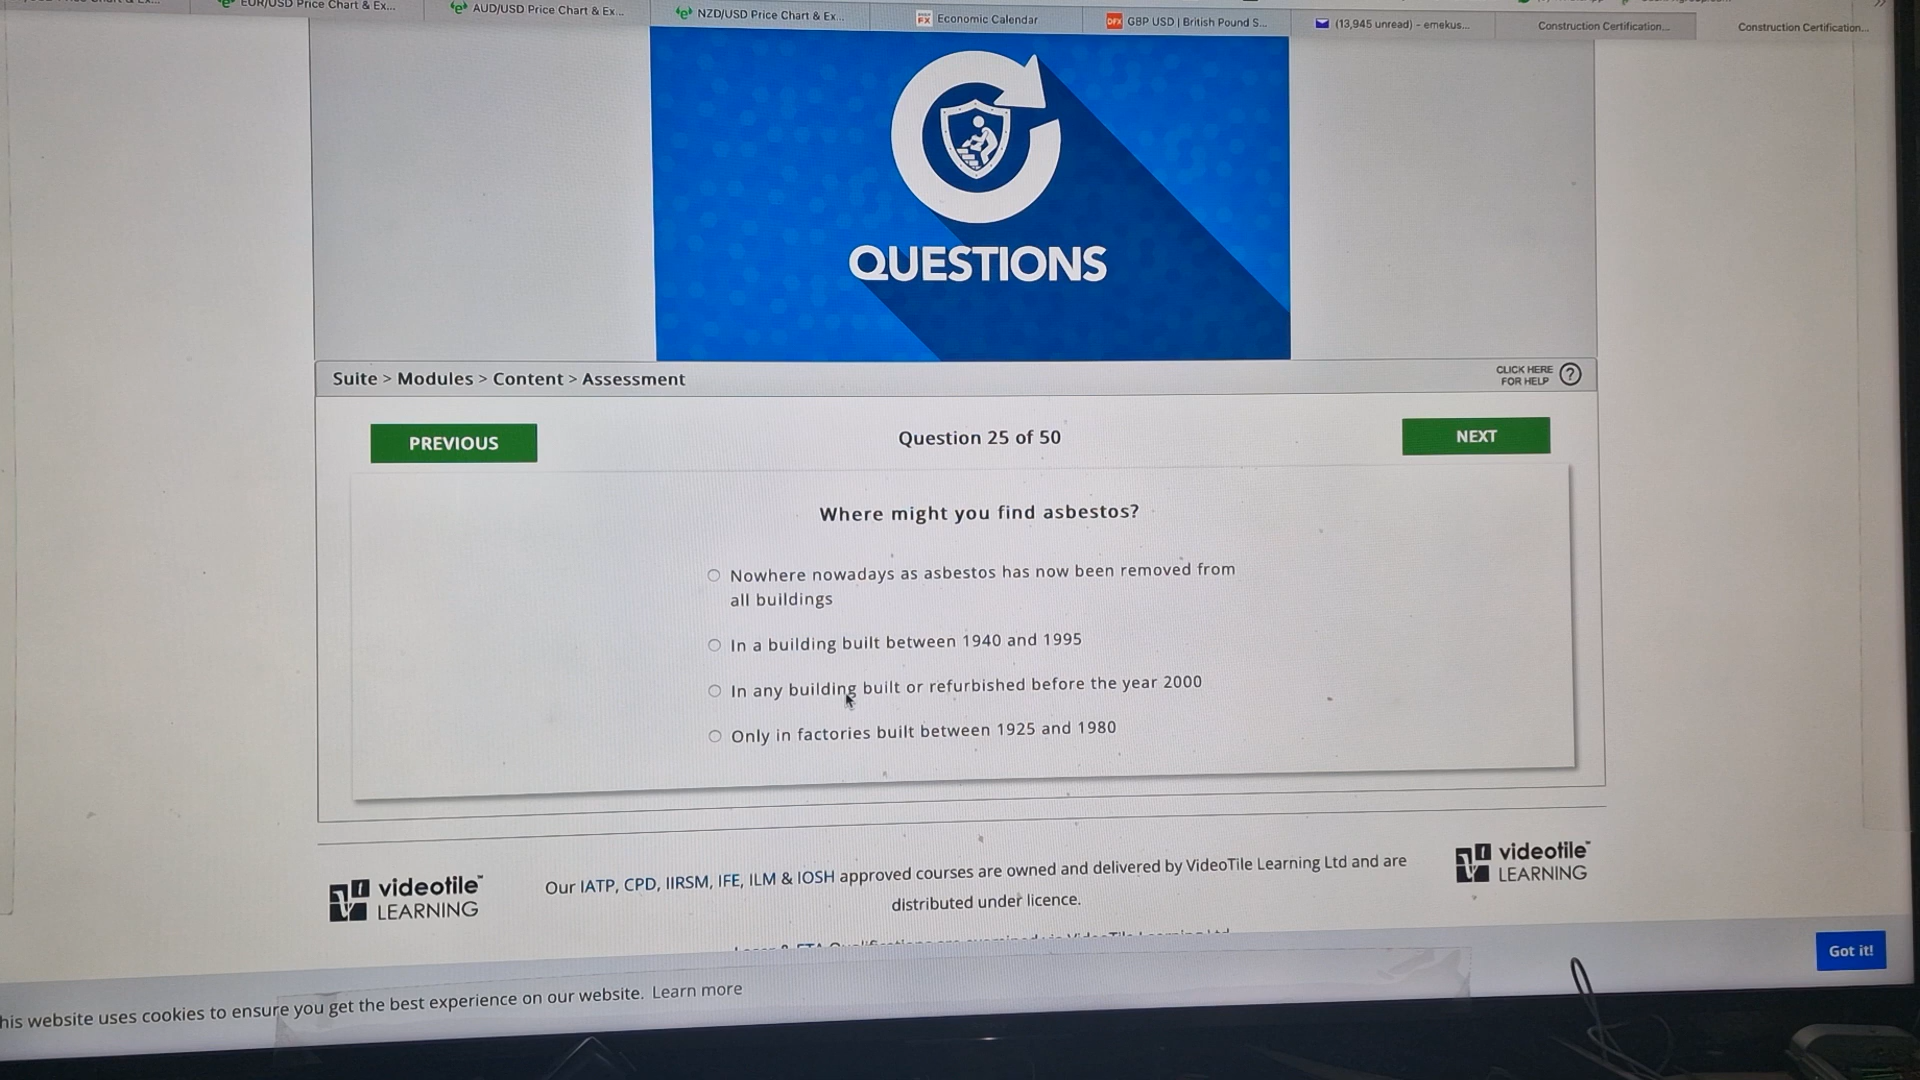 EUR/USD Price Chart & Ex...
AUD/USD Price Chart & Ex...
NZD/USD Price Chart & Ex...
Economic Calendar
GBP USD | British Pound S...
(13,945 unread) - emekus...
Construction Certification...
Construction Certification...
QUESTIONS
Suite > Modules > Content > Assessment
CLICK HERE
FOR HELP ?
PREVIOUS
Question 25 of 50
NEXT
Where might you find asbestos?
Nowhere nowadays as asbestos has now been removed from
all buildings
In a building built between 1940 and 1995
In any building built or refurbished before the year 2000
Only in factories built between 1925 and 1980
videotile™
LEARNING
Our IATP, CPD, IIRSM, IFE, ILM & IOSH approved courses are owned and delivered by VideoTile Learning Ltd and are
distributed under licence.
videotile™
LEARNING
his website uses cookies to ensure you get the best experience on our website. Learn more
Got it!